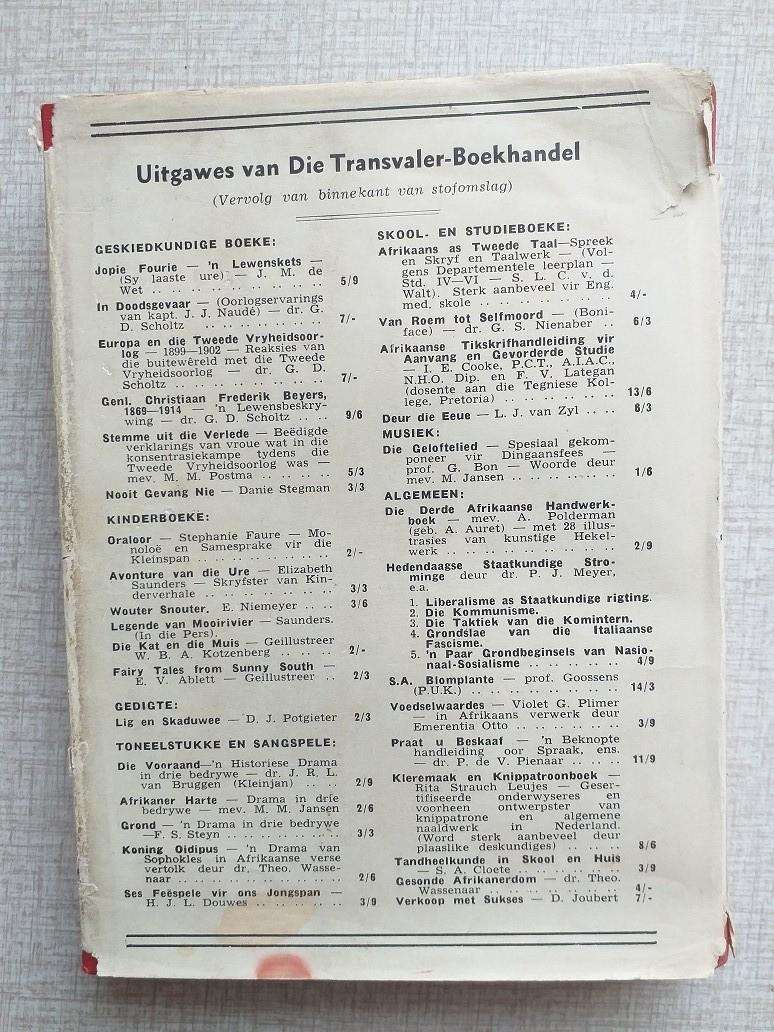 Uitgawes van Die Transvaler-Boekhandel
(Vervolg van binnekant van stofomslag)
GESKIEDKUNDIGE BOEKE:
Jopie Fourie — 'n Lewenskets —
(Sy laaste ure) — J. M. de
Wet .. .. .. .. .. .. .. .. .. 5/9
In Doodsgevaar — (Oorlogservarings
van kapt. J. J. Naudé) — dr. G.
D. Scholtz .. .. .. .. .. .. .. 7/-
Europa en die Tweede Vryheidsoor-
log — 1899—1902 — Reaksies van
die buitewêreld met die Tweede
Vryheidsoorlog — dr. G. D.
Scholtz .. .. .. .. .. .. .. .. 7/-
Genl. Christiaan Frederik Beyers,
1869—1914 — 'n Lewensbeskry-
wing — dr. G. D. Scholtz .. .. 9/6
Stemme uit die Verlede — Beëdigde
verklarings van vroue wat in die
konsentrasiekampe tydens die
Tweede Vryheidsoorlog was —
mev. M. M. Postma .. .. .. .. 5/3
Nooit Gevang Nie — Danie Stegman 3/3
KINDERBOEKE:
Oraloor — Stephanie Faure — Mo-
noloë en Samesprake vir die
Kleinspan .. .. .. .. .. .. .. 2/-
Avonture van die Ure — Elizabeth
Saunders — Skryfster van Kin-
derverhale .. .. .. .. .. .. .. 3/3
Wouter Snouter. E. Niemeyer .. .. 3/6
Legende van Mooirivier — Saunders.
(In die Pers).
Die Kat en die Muis — Geillustreer
W. B. A. Kotzenberg .. .. .. 2/-
Fairy Tales from Sunny South —
E. V. Ablett — Geillustreer .. 2/3
GEDIGTE:
Lig en Skaduwee — D. J. Potgieter 2/3
TONEELSTUKKE EN SANGSPELE:
Die Vooraand—'n Historiese Drama
in drie bedrywe — dr. J. R. L.
van Bruggen (Kleinjan) .. .. 2/9
Afrikaner Harte — Drama in drie
bedrywe — mev. M. M. Jansen 2/6
Grond — 'n Drama in drie bedrywe
—F. S. Steyn .. .. .. .. .. .. 3/3
Koning Oidipus — 'n Drama van
Sophokles in Afrikaanse verse
vertolk deur dr. Theo. Wasse-
naar .. .. .. .. .. .. .. .. .. 2/6
Ses Feëspele vir ons Jongspan —
H. J. L. Douwes .. .. .. .. .. 3/9
SKOOL- EN STUDIEBOEKE:
Afrikaans as Tweede Taal—Spreek
en Skryf en Taalwerk — (Vol-
gens Departementele leerplan —
Std. IV—VI — S. L. C. v. d.
Walt). Sterk aanbeveel vir Eng.
med. skole .. .. .. .. .. .. .. 4/-
Van Roem tot Selfmoord — (Boni-
face) — dr. G. S. Nienaber .. 6/3
Afrikaanse Tikskrifhandleiding vir
Aanvang en Gevorderde Studie
— I. E. Cooke, P.C.T., A.I.A.C.,
N.H.O. Dip. en F. V. Lategan
(dosente aan die Tegniese Kol-
lege, Pretoria) .. .. .. .. .. 13/6
Deur die Eeue — L. J. van Zyl .. .. 6/3
MUSIEK:
Die Geloftelied — Spesiaal gekom-
poneer vir Dingaansfees —
prof. G. Bon — Woorde deur
mev. M. Jansen .. .. .. .. .. 1/6
ALGEMEEN:
Die Derde Afrikaanse Handwerk-
boek — mev. A. Polderman
(geb. A. Auret) — met 28 illus-
trasies van kunstige Hekel-
werk .. .. .. .. .. .. .. .. .. 2/9
Hedendaagse Staatkundige Stro-
minge deur dr. P. J. Meyer,
e.a.
1. Liberalisme as Staatkundige rigting.
2. Die Kommunisme.
3. Die Taktiek van die Komintern.
4. Grondslae van die Italiaanse
Fascisme.
5. 'n Paar Grondbeginsels van Nasio-
naal-Sosialisme .. .. .. .. .. 4/9
S.A. Blomplante — prof. Goossens
(P.U.K.) .. .. .. .. .. .. .. .. 14/3
Voedselwaardes — Violet G. Plimer
— in Afrikaans verwerk deur
Emerentia Otto .. .. .. .. .. 3/9
Praat u Beskaaf — 'n Beknopte
handleiding oor Spraak, ens.
— dr. P. de V. Pienaar .. .. .. 11/9
Kleremaak en Knippatroonboek —
Rita Strauch Leujes — Geser-
tifiseerde onderwyseres en
voorheen ontwerpster van
knippatrone en algemene
naaldwerk in Nederland.
(Word sterk aanbeveel deur
plaaslike deskundiges) .. .. .. 8/6
Tandheelkunde in Skool en Huis
— S. A. Cloete .. .. .. .. .. .. 3/9
Gesonde Afrikanerdom — dr. Theo.
Wassenaar .. .. .. .. .. .. .. 4/-
Verkoop met Sukses — D. Joubert 7/-